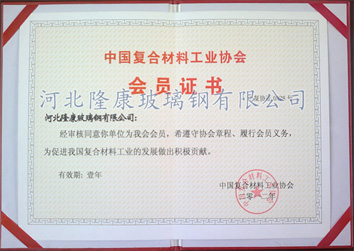 中国复合材料工业协会
会员证书
河北隆康玻璃钢有限公司
河北隆康玻璃钢有限公司:
经审核同意你单位为我会会员,希遵守协会章程、履行会员义务,
为促进我国复合材料工业的发展做出积极贡献。
有效期:壹年
中国复合材料工业协会
二〇一二年